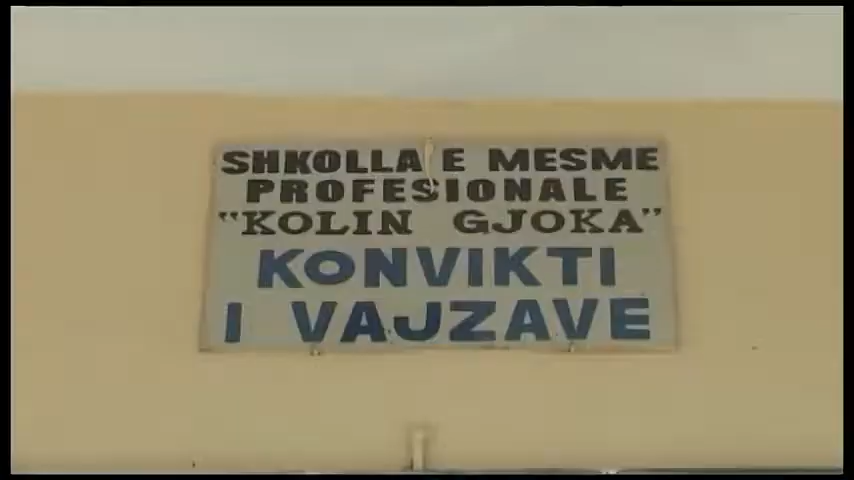 SHKOLLA E MESME
PROFESIONALE
"KOLIN GJOKA"
KONVIKTI
I VAJZAVE